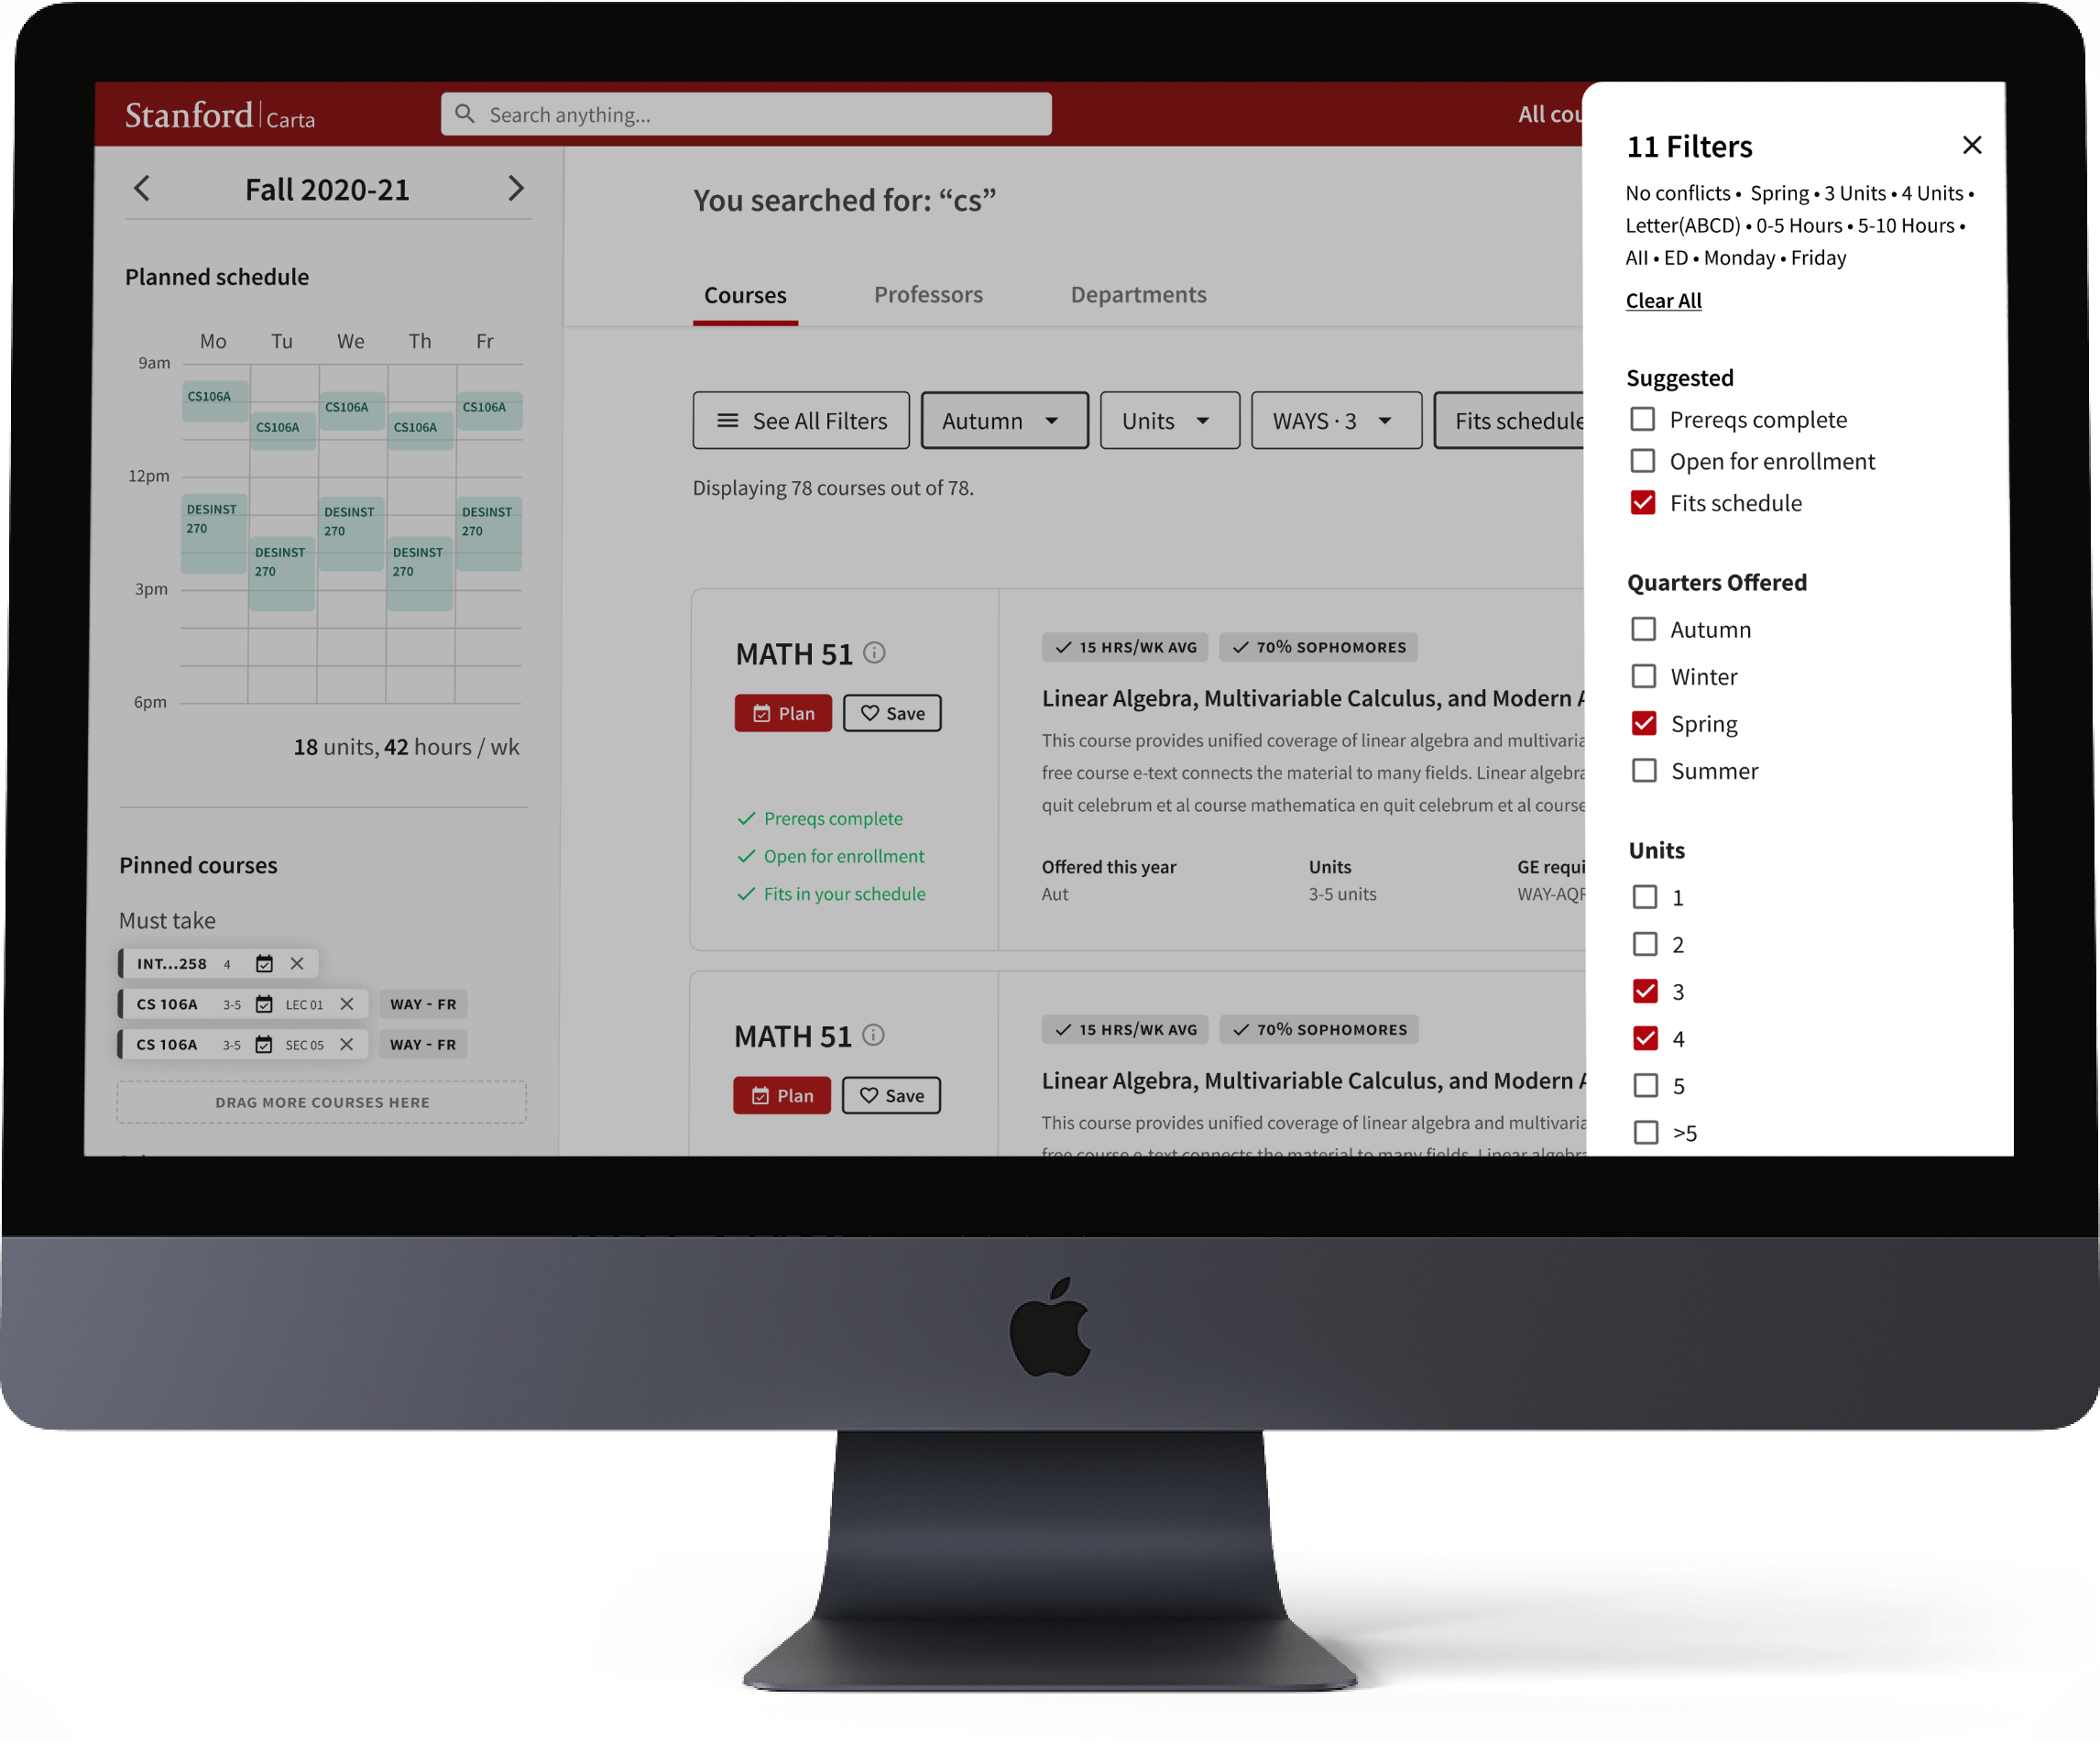 Stanford | Carta
Search anything...
All cou
Fall 2020-21
Planned schedule
Mo Tu We Th Fr
9am
12pm
3pm
6pm
CS106A
CS106A
CS106A
CS106A
CS106A
DESINST
270
DESINST
270
DESINST
270
DESINST
270
DESINST
270
18 units, 42 hours / wk
Pinned courses
Must take
INT...258 4
CS 106A 3-5 LEC 01 WAY - FR
CS 106A 3-5 SEC 05 WAY - FR
DRAG MORE COURSES HERE
You searched for: “cs”
Courses Professors Departments
See All Filters Autumn Units WAYS · 3 Fits schedule
Displaying 78 courses out of 78.
MATH 51
Plan Save
Prereqs complete
Open for enrollment
Fits in your schedule
15 HRS/WK AVG 70% SOPHOMORES
Linear Algebra, Multivariable Calculus, and Modern A
This course provides unified coverage of linear algebra and multivaria
free course e-text connects the material to many fields. Linear algebra
quit celebrum et al course mathematica en quit celebrum et al course
Offered this year Units GE requi
Aut 3-5 units WAY-AQR
MATH 51
Plan Save
15 HRS/WK AVG 70% SOPHOMORES
Linear Algebra, Multivariable Calculus, and Modern A
This course provides unified coverage of linear algebra and multivaria
free course e-text connects the material to many fields. Linear algebra
11 Filters
No conflicts • Spring • 3 Units • 4 Units •
Letter(ABCD) • 0-5 Hours • 5-10 Hours •
AII • ED • Monday • Friday
Clear All
Suggested
Prereqs complete
Open for enrollment
Fits schedule
Quarters Offered
Autumn
Winter
Spring
Summer
Units
1
2
3
4
5
>5